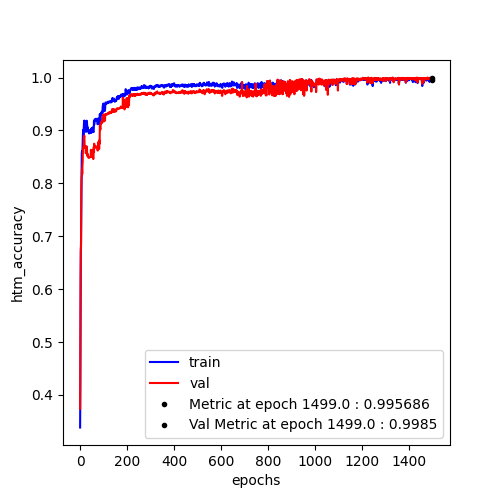 1.0
0.9
0.8
0.7
0.6
0.5
0.4
htm_accuracy
train
val
Metric at epoch 1499.0 : 0.995686
Val Metric at epoch 1499.0 : 0.9985
0 200 400 600 800 1000 1200 1400
epochs